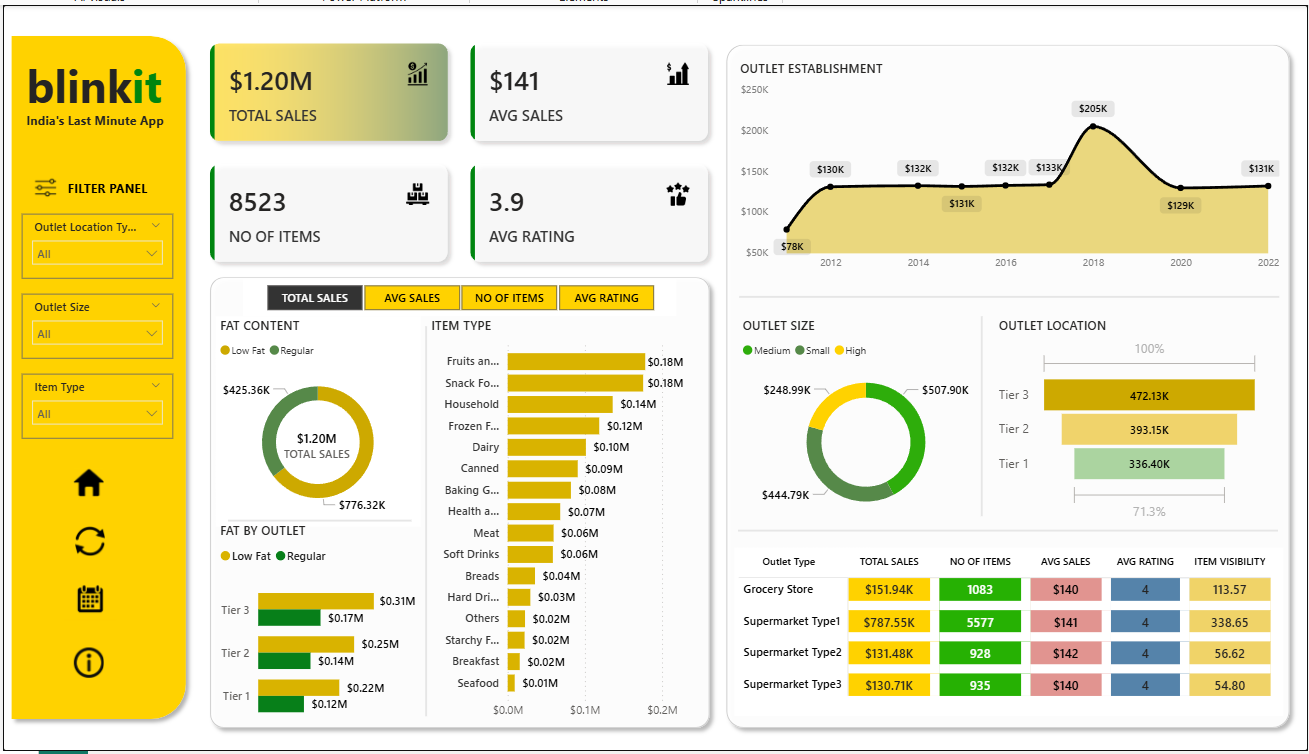 blinkit
India's Last Minute App
FILTER PANEL
Outlet Location Ty...
All
Outlet Size
All
Item Type
All
$1.20M
TOTAL SALES
$141
AVG SALES
8523
NO OF ITEMS
3.9
AVG RATING
TOTAL SALES AVG SALES NO OF ITEMS AVG RATING
FAT CONTENT
Low Fat Regular
$425.36K
$1.20M
TOTAL SALES
$776.32K
FAT BY OUTLET
Low Fat Regular
Tier 3 $0.31M
$0.17M
Tier 2 $0.25M
$0.14M
Tier 1 $0.22M
$0.12M
ITEM TYPE
Fruits an... $0.18M
Snack Fo... $0.18M
Household $0.14M
Frozen F... $0.12M
Dairy $0.10M
Canned $0.09M
Baking G... $0.08M
Health a... $0.07M
Meat $0.06M
Soft Drinks $0.06M
Breads $0.04M
Hard Dri... $0.03M
Others $0.02M
Starchy F... $0.02M
Breakfast $0.02M
Seafood $0.01M
$0.0M $0.1M $0.2M
OUTLET ESTABLISHMENT
$250K
$200K
$150K
$100K
$50K
$78K $130K $132K $131K $132K $133K $205K $129K $131K
2012 2014 2016 2018 2020 2022
OUTLET SIZE
Medium Small High
$248.99K
$507.90K
$444.79K
OUTLET LOCATION
100%
Tier 3 472.13K
Tier 2 393.15K
Tier 1 336.40K
71.3%
Outlet Type TOTAL SALES NO OF ITEMS AVG SALES AVG RATING ITEM VISIBILITY
Grocery Store $151.94K 1083 $140 4 113.57
Supermarket Type1 $787.55K 5577 $141 4 338.65
Supermarket Type2 $131.48K 928 $142 4 56.62
Supermarket Type3 $130.71K 935 $140 4 54.80